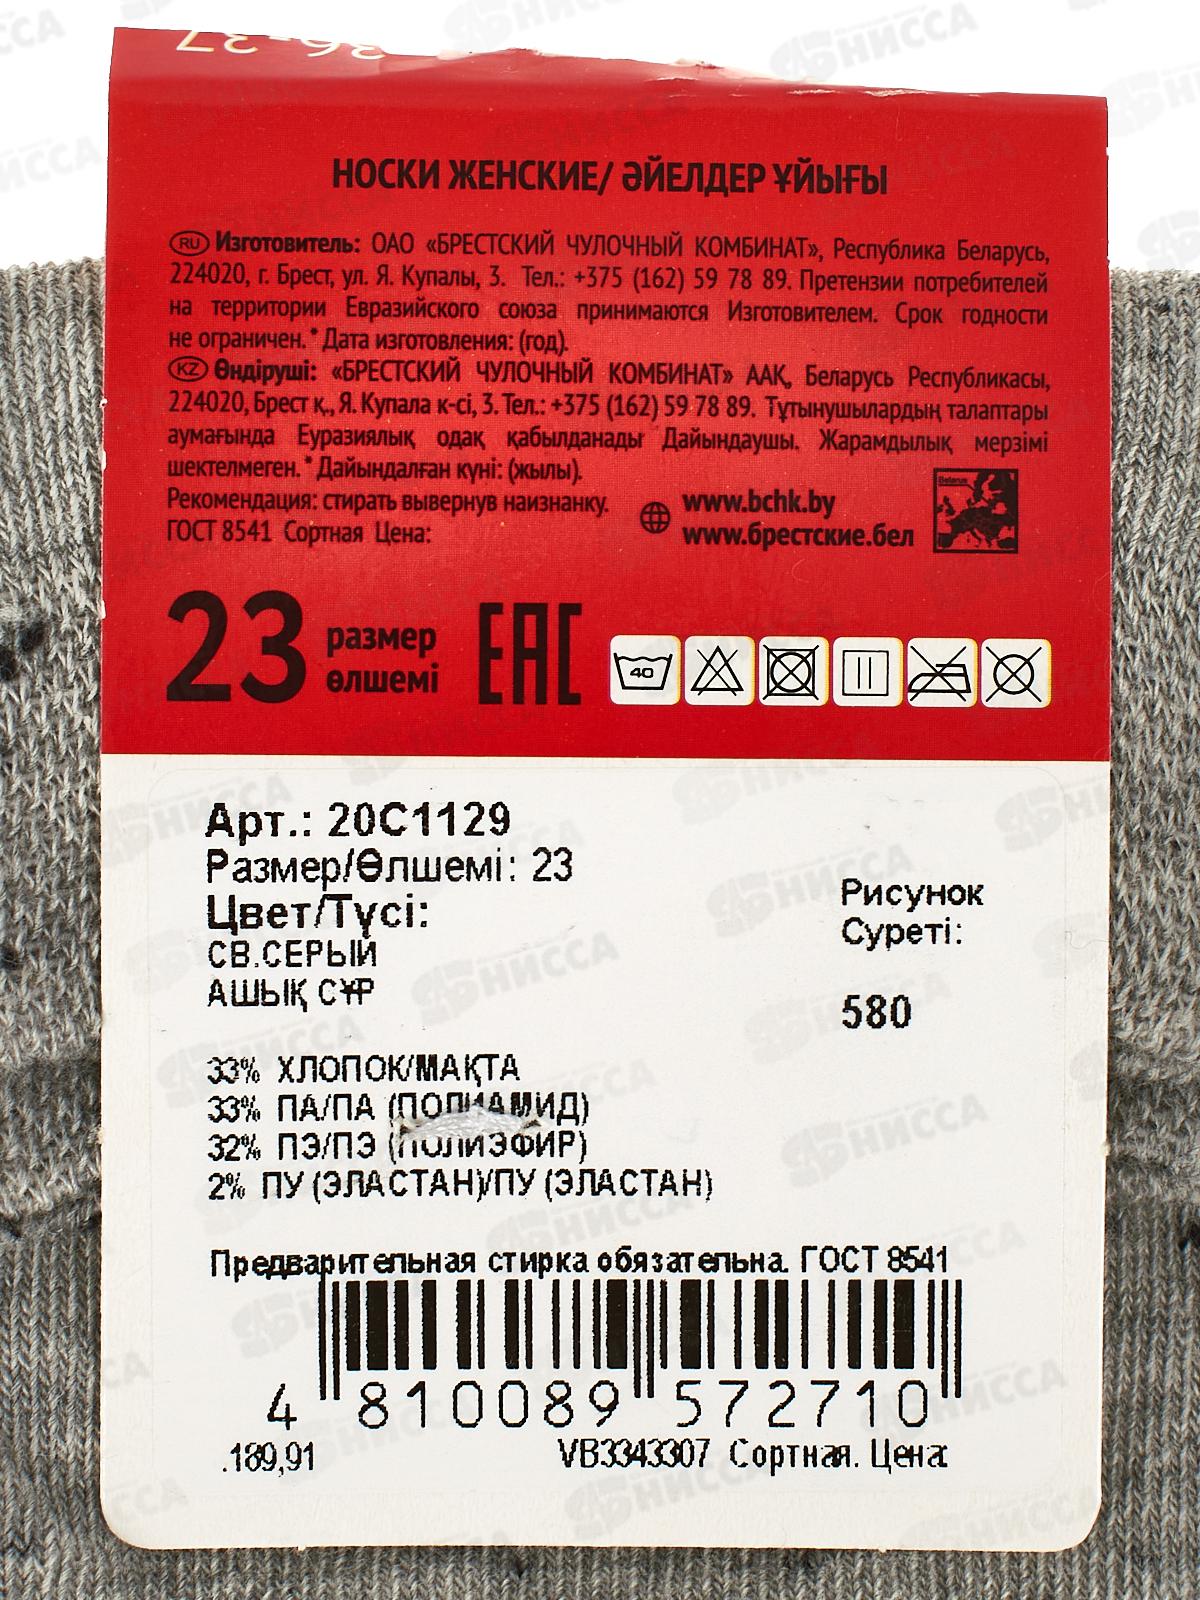 36-37
НОСКИ ЖЕНСКИЕ/ ӘЙЕЛДЕР ҰЙЫҒЫ
RU Изготовитель: ОАО «БРЕСТСКИЙ ЧУЛОЧНЫЙ КОМБИНАТ», Республика Беларусь,
224020, г. Брест, ул. Я. Купалы, 3. Тел.: +375 (162) 59 78 89. Претензии потребителей
на территории Евразийского союза принимаются Изготовителем. Срок годности
не ограничен. * Дата изготовления: (год).
KZ Өндіруші: «БРЕСТСКИЙ ЧУЛОЧНЫЙ КОМБИНАТ» ААҚ, Беларусь Республикасы,
224020, Брест қ., Я. Купала к-сі, 3. Тел.: +375 (162) 59 78 89. Тұтынушылардың талаптары
аумағында Еуразиялық одақ қабылданады Дайындаушы. Жарамдылық мерзімі
шектелмеген. * Дайындалған күні: (жылы).
Рекомендация: стирать вывернув наизнанку.
ГОСТ 8541 Сортная Цена:
www.bchk.by
www.брестские.бел
Belarus
23 размер
өлшемі
EAC
40
Арт.: 20С1129
Размер/Өлшемі: 23
Цвет/Түсі:
СВ.СЕРЫЙ
АШЫҚ СҰР
Рисунок
Суреті:
580
33% ХЛОПОК/МАҚТА
33% ПА/ПА (ПОЛИАМИД)
32% ПЭ/ПЭ (ПОЛИЭФИР)
2% ПУ (ЭЛАСТАН)/ПУ (ЭЛАСТАН)
Предварительная стирка обязательна. ГОСТ 8541
4 810089 572710
.189,91
VB3343307 Сортная. Цена:
НИССА